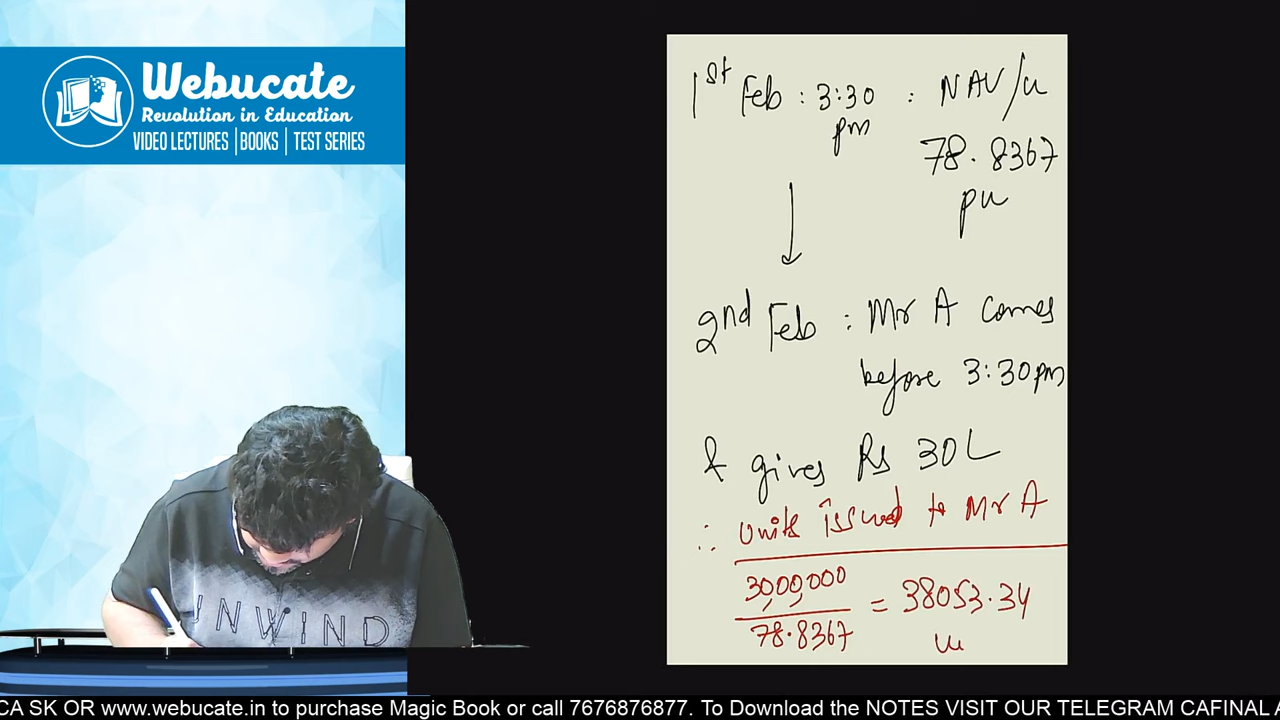 Webucate
Revolution in Education
VIDEO LECTURES | BOOKS | TEST SERIES
1st Feb : 3:30 pm : NAV/u
78.8367
pu
2nd Feb : Mr A comes
before 3:30pm
& gives Rs 30L
∴ units issued to Mr A
30,00,000 / 78.8367 = 38053.34
u
UNWIND
CA SK OR www.webucate.in to purchase Magic Book or call 7676876877. To Download the NOTES VISIT OUR TELEGRAM CAFINAL A